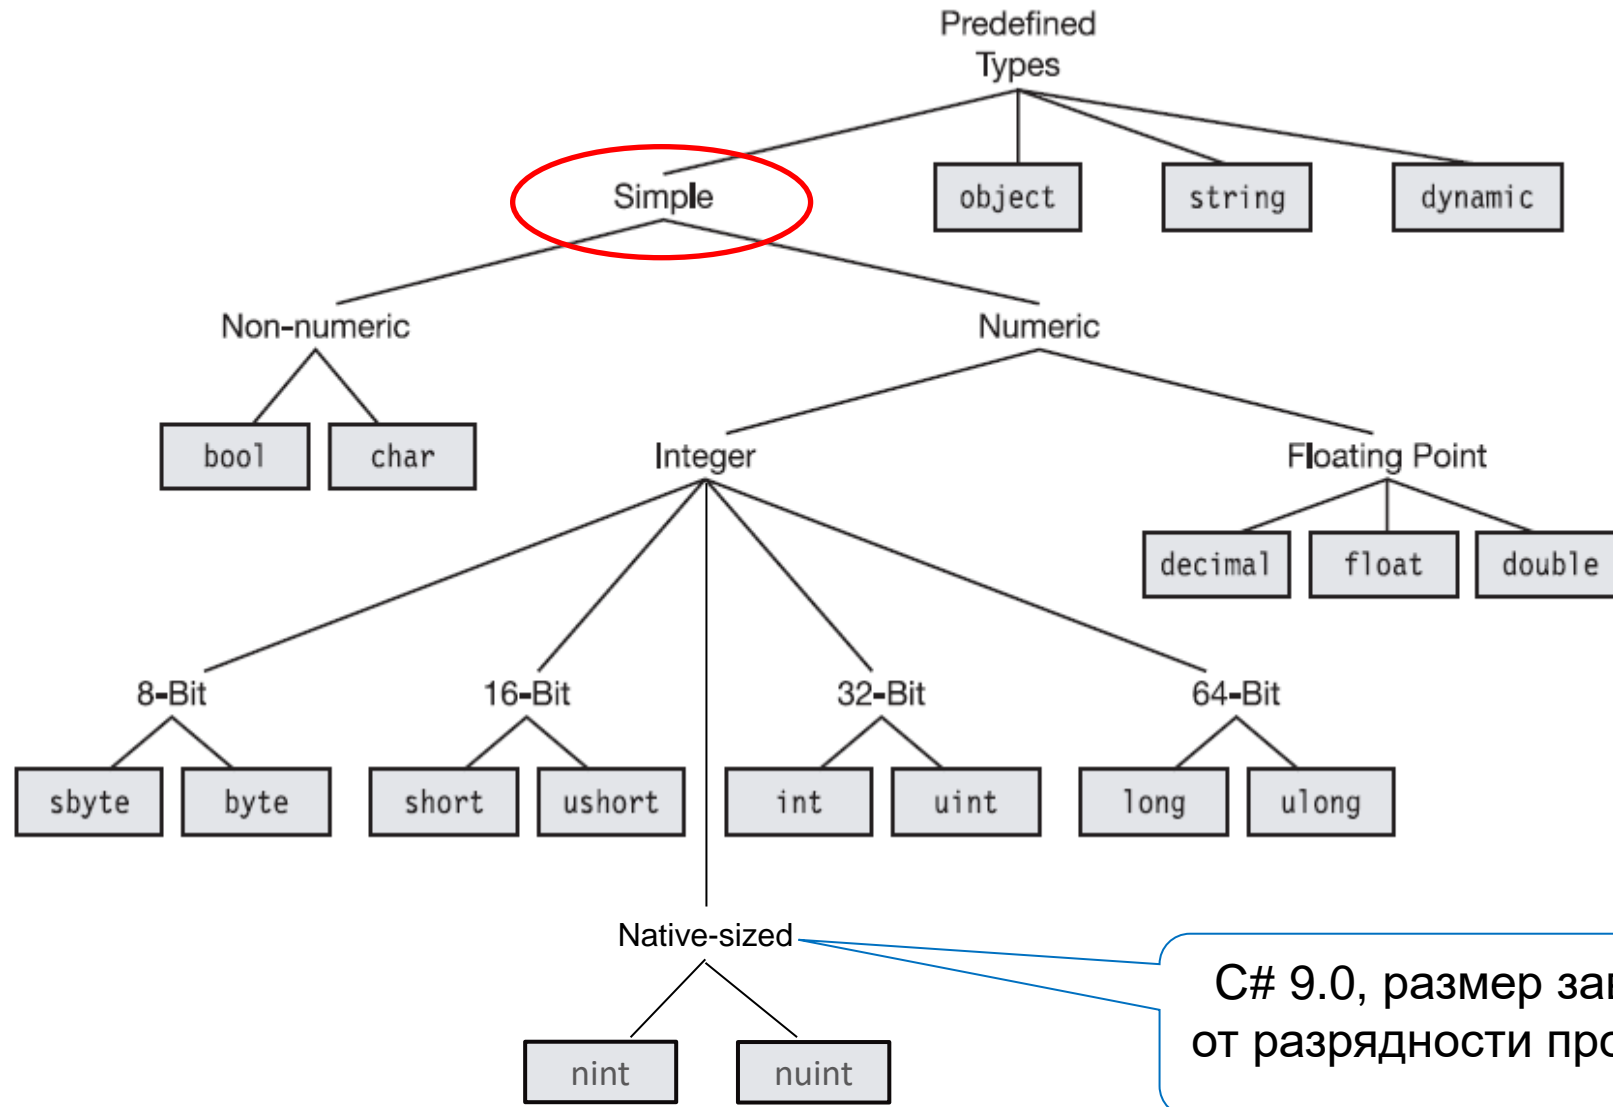 Predefined
Types
Simple
object
string
dynamic
Non-numeric
Numeric
bool
char
Integer
Floating Point
decimal
float
double
8-Bit
16-Bit
32-Bit
64-Bit
sbyte
byte
short
ushort
int
uint
long
ulong
Native-sized
C# 9.0, размер
от разрядности
nint
nuint